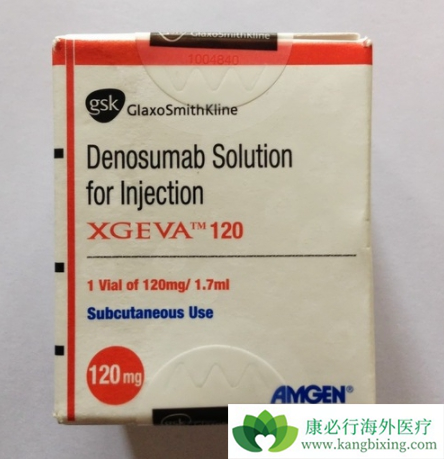 GlaxoSmithKline
1004840
gsk GlaxoSmithKline
Denosumab Solution
for Injection
XGEVA™ 120
1 Vial of 120mg/ 1.7ml
Subcutaneous Use
120 mg
AMGEN®
康必行海外医疗
www.kangbixing.com